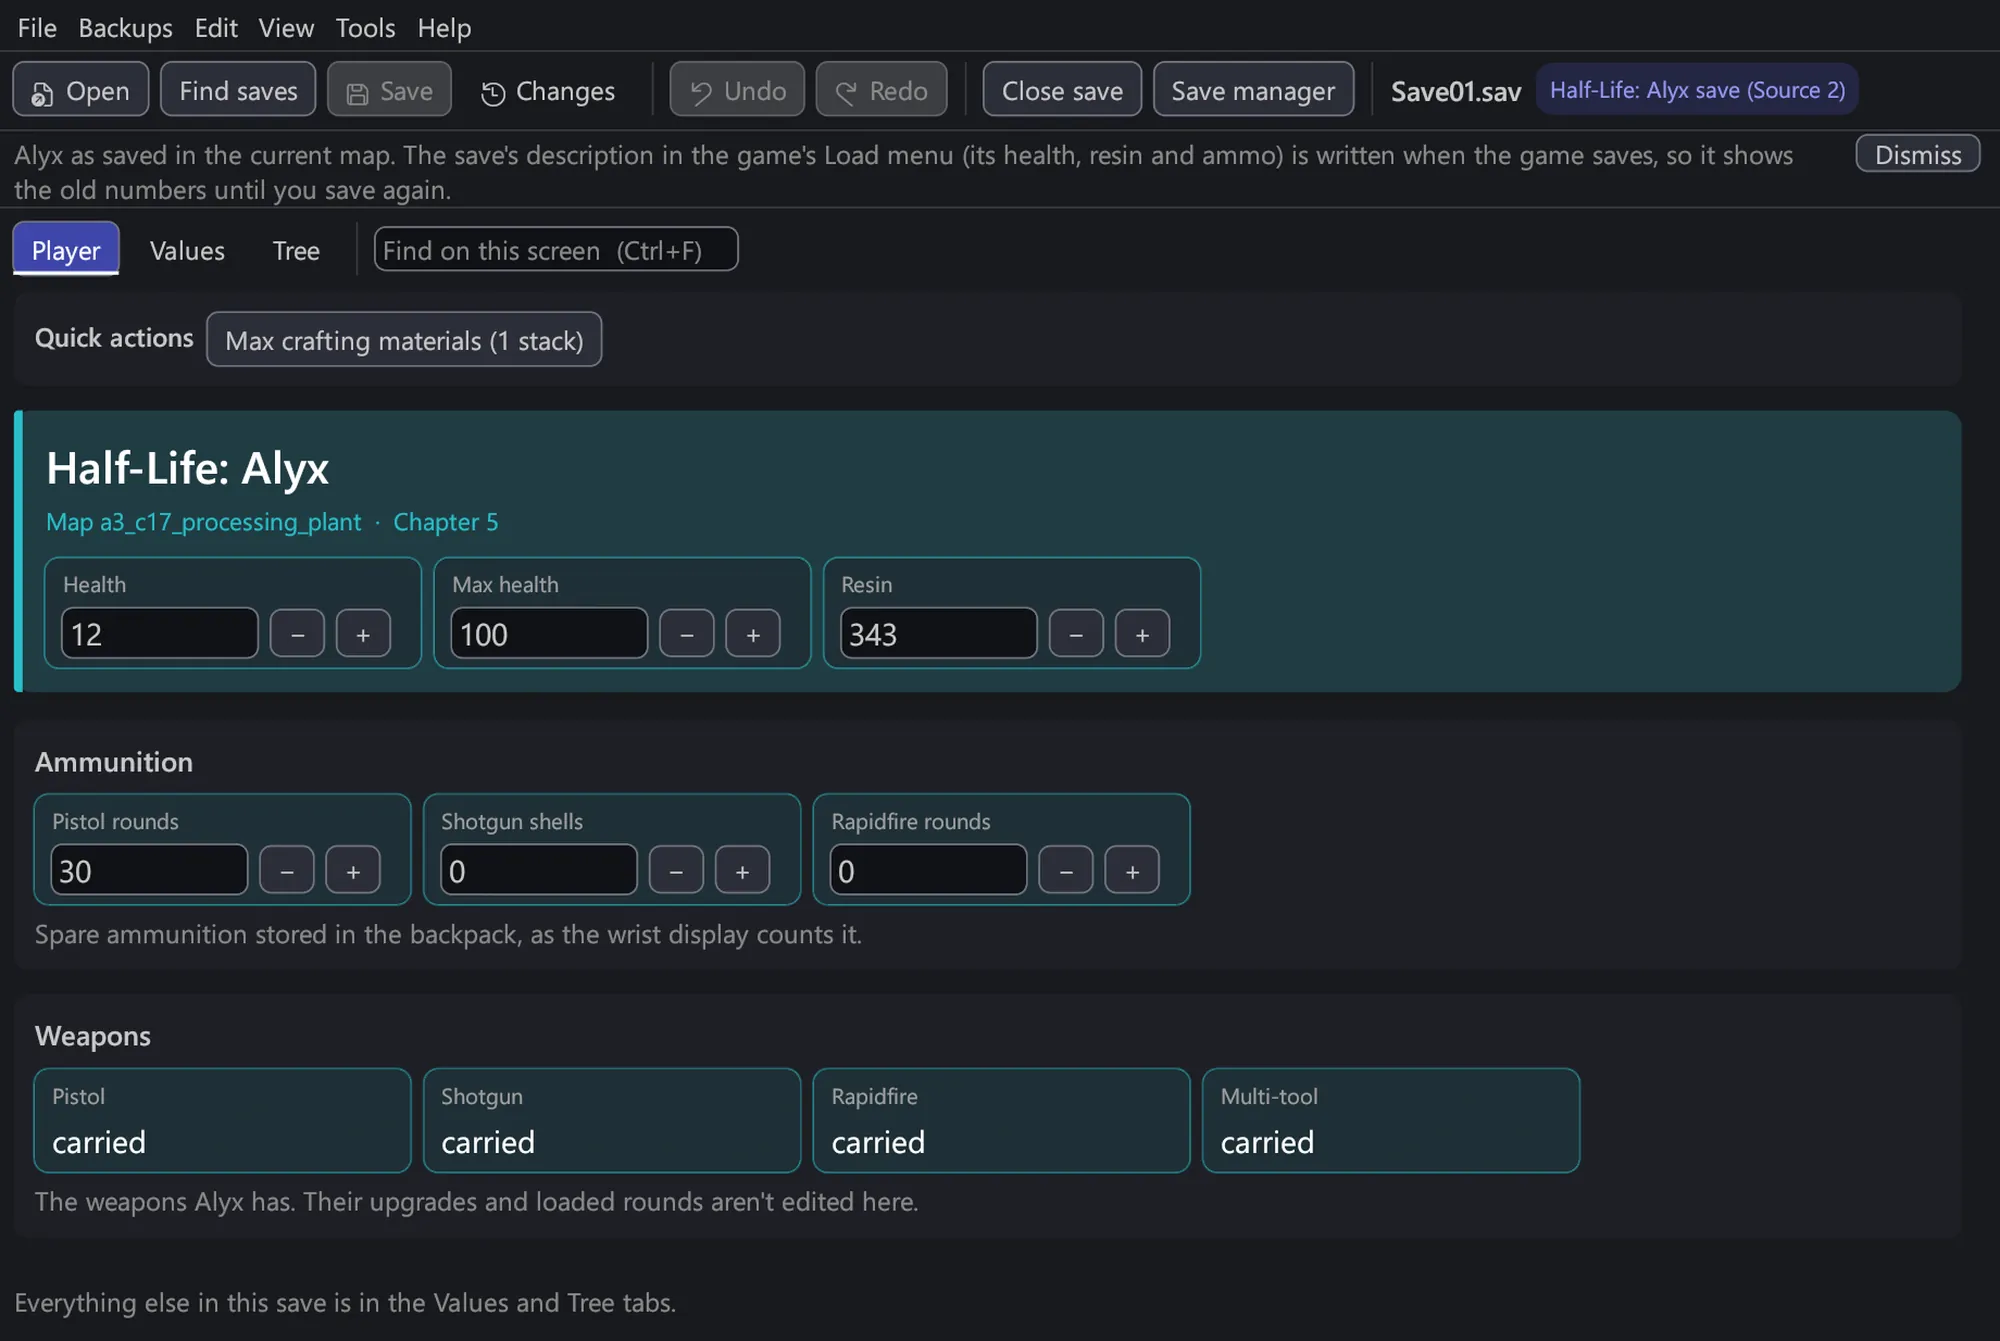 File Backups Edit View Tools Help
Open Find saves Save Changes Undo Redo Close save Save manager Save01.sav Half-Life: Alyx save (Source 2)
Alyx as saved in the current map. The save's description in the game's Load menu (its health, resin and ammo) is written when the game saves, so it shows
the old numbers until you save again.
Dismiss
Player Values Tree Find on this screen (Ctrl+F)
Quick actions Max crafting materials (1 stack)
Half-Life: Alyx
Map a3_c17_processing_plant · Chapter 5
Health Max health Resin
12 − + 100 − + 343 − +
Ammunition
Pistol rounds Shotgun shells Rapidfire rounds
30 − + 0 − + 0 − +
Spare ammunition stored in the backpack, as the wrist display counts it.
Weapons
Pistol Shotgun Rapidfire Multi-tool
carried carried carried carried
The weapons Alyx has. Their upgrades and loaded rounds aren't edited here.
Everything else in this save is in the Values and Tree tabs.